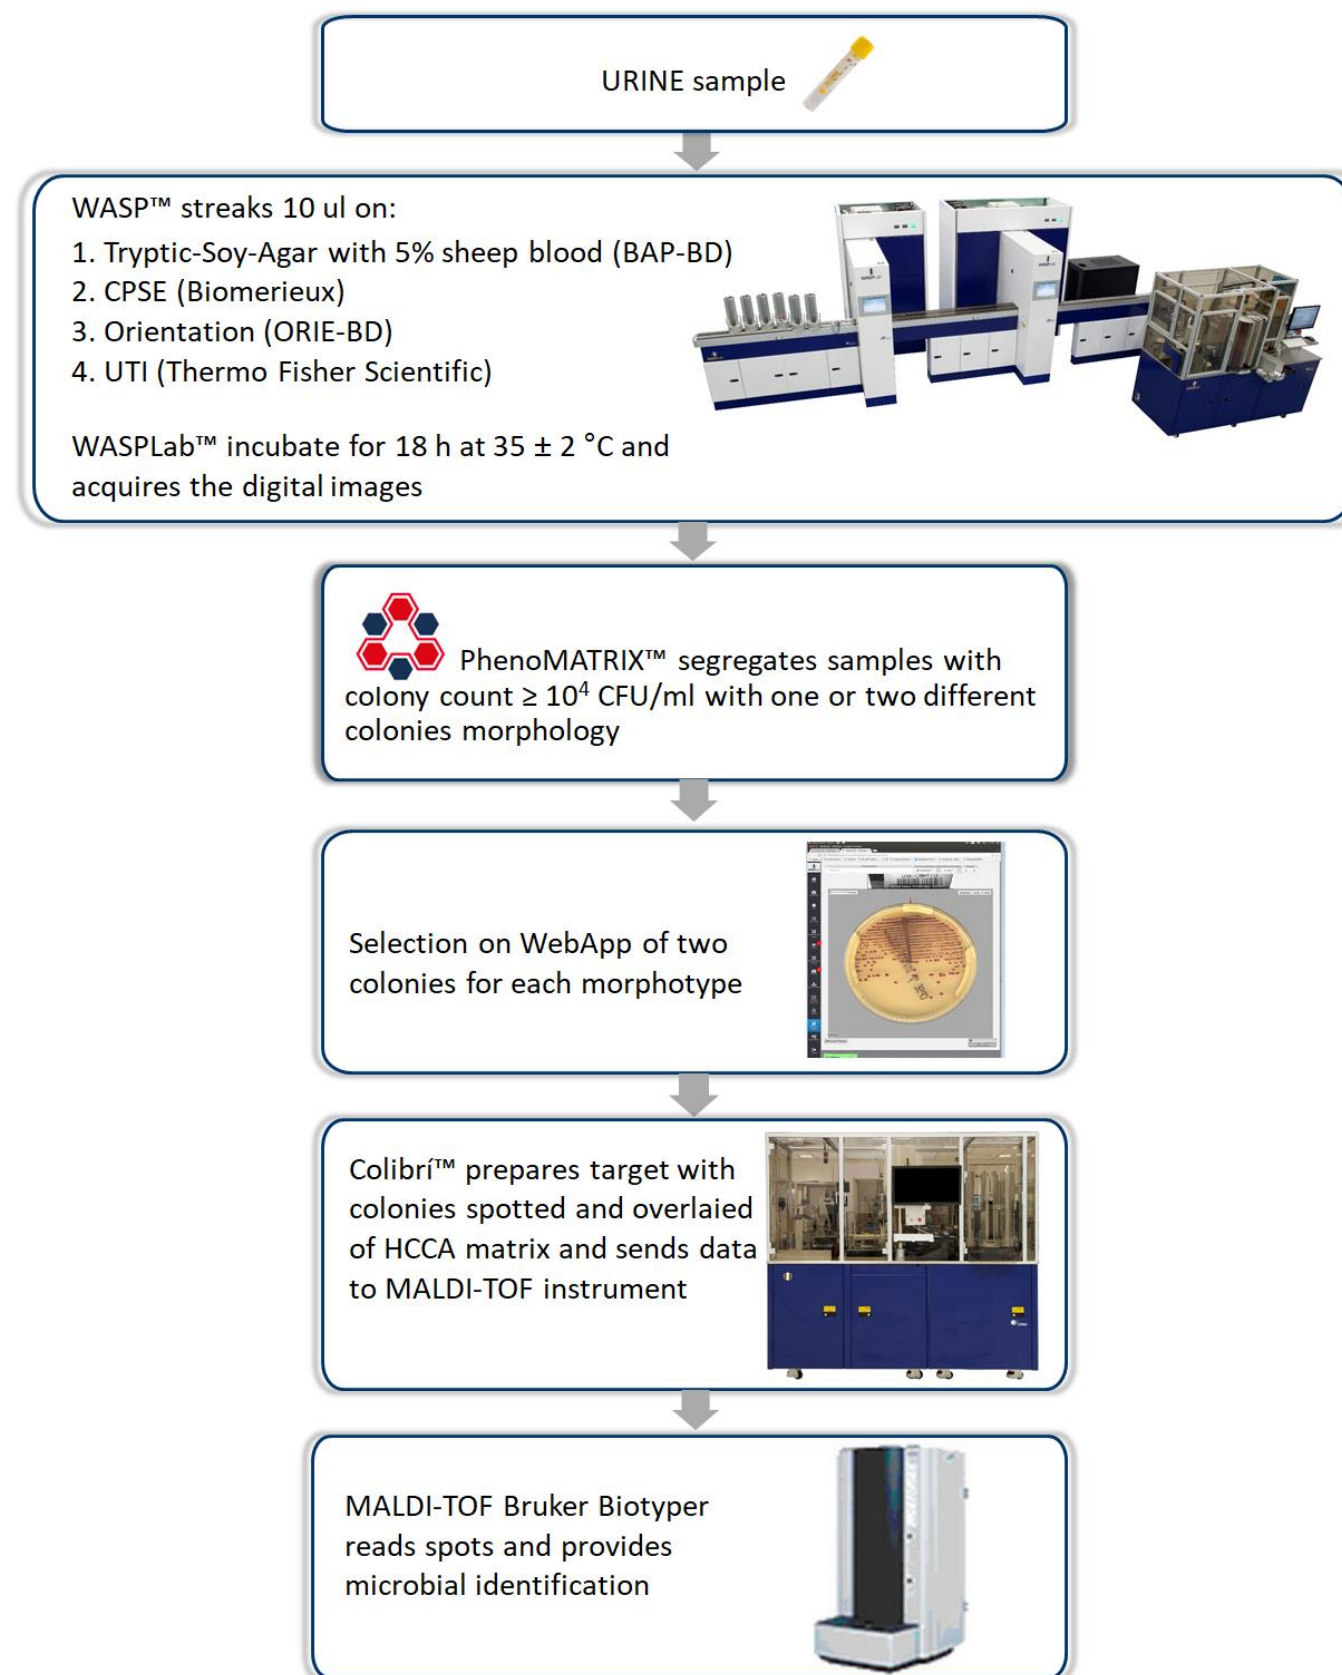 URINE sample
WASP™ streaks 10 ul on:
1. Tryptic-Soy-Agar with 5% sheep blood (BAP-BD)
2. CPSE (Biomerieux)
3. Orientation (ORIE-BD)
4. UTI (Thermo Fisher Scientific)
WASPLab™ incubate for 18 h at 35 ± 2 °C and
acquires the digital images
PhenoMATRIX™ segregates samples with
colony count ≥ 10⁴ CFU/ml with one or two different
colonies morphology
Selection on WebApp of two
colonies for each morphotype
Colibrí™ prepares target with
colonies spotted and overlaied
of HCCA matrix and sends data
to MALDI-TOF instrument
MALDI-TOF Bruker Biotyper
reads spots and provides
microbial identification